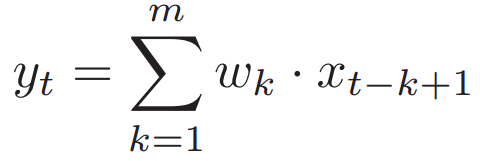 $y_t = \sum_{k=1}^{m} w_k \cdot x_{t-k+1}$